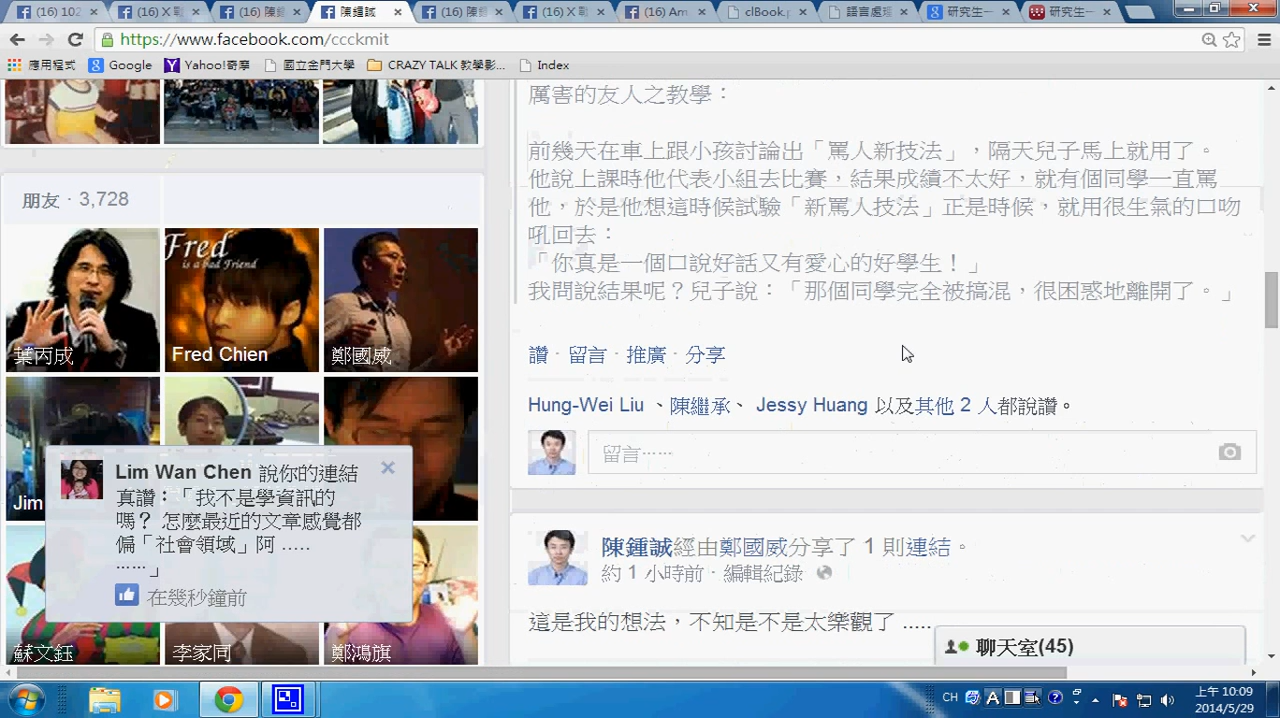 (16) 102
(16) X 戰
(16) 陳鍾
陳鍾誠
(16) 陳鍾
(16) X 戰
(16) Am
clBook.p
語言處理
研究生一
研究生一
https://www.facebook.com/ccckmit
應用程式
Google
Yahoo!奇摩
國立金門大學
CRAZY TALK 教學影...
Index
厲害的友人之教學：
前幾天在車上跟小孩討論出「罵人新技法」，隔天兒子馬上就用了。
他說上課時他代表小組去比賽，結果成績不太好，就有個同學一直罵
他，於是他想這時候試驗「新罵人技法」正是時候，就用很生氣的口吻
吼回去：
「你真是一個口說好話又有愛心的好學生！」
我問說結果呢？兒子說：「那個同學完全被搞混，很困惑地離開了。」
讚 · 留言 · 推廣 · 分享
Hung-Wei Liu 、陳繼承、 Jessy Huang 以及其他 2 人都說讚。
留言……
陳鍾誠經由鄭國威分享了 1 則連結。
約 1 小時前 · 編輯紀錄
這是我的想法，不知是不是太樂觀了 .....
聊天室(45)
朋友 · 3,728
Fred
is a bad Friend
葉丙成
Fred Chien
鄭國威
Jim
Lim Wan Chen 說你的連結
真讚：「我不是學資訊的
嗎？ 怎麼最近的文章感覺都
偏「社會領域」阿 .....
……」
在幾秒鐘前
蘇文鈺
李家同
鄭鴻旗
CH
A
上午 10:09
2014/5/29